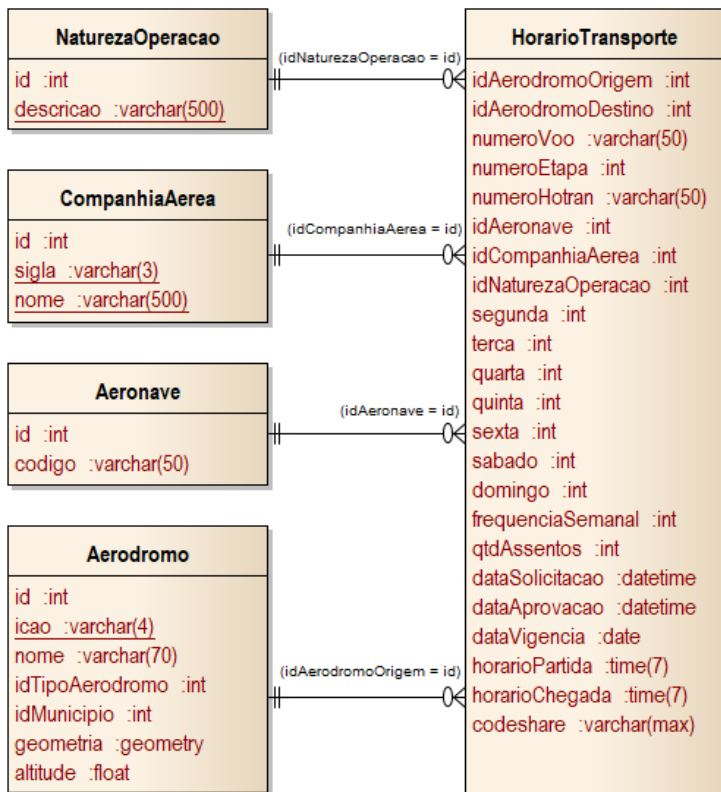 NaturezaOperacao
id :int
descricao :varchar(500)
(idNaturezaOperacao = id)
CompanhiaAerea
id :int
sigla :varchar(3)
nome :varchar(500)
(idCompanhiaAerea = id)
Aeronave
id :int
codigo :varchar(50)
(idAeronave = id)
Aerodromo
id :int
icao :varchar(4)
nome :varchar(70)
idTipoAerodromo :int
idMunicipio :int
geometria :geometry
altitude :float
(idAerodromoOrigem = id)
HorarioTransporte
idAerodromoOrigem :int
idAerodromoDestino :int
numeroVoo :varchar(50)
numeroEtapa :int
numeroHotran :varchar(50)
idAeronave :int
idCompanhiaAerea :int
idNaturezaOperacao :int
segunda :int
terca :int
quarta :int
quinta :int
sexta :int
sabado :int
domingo :int
frequenciaSemanal :int
qtdAssentos :int
dataSolicitacao :datetime
dataAprovacao :datetime
dataVigencia :date
horarioPartida :time(7)
horarioChegada :time(7)
codeshare :varchar(max)